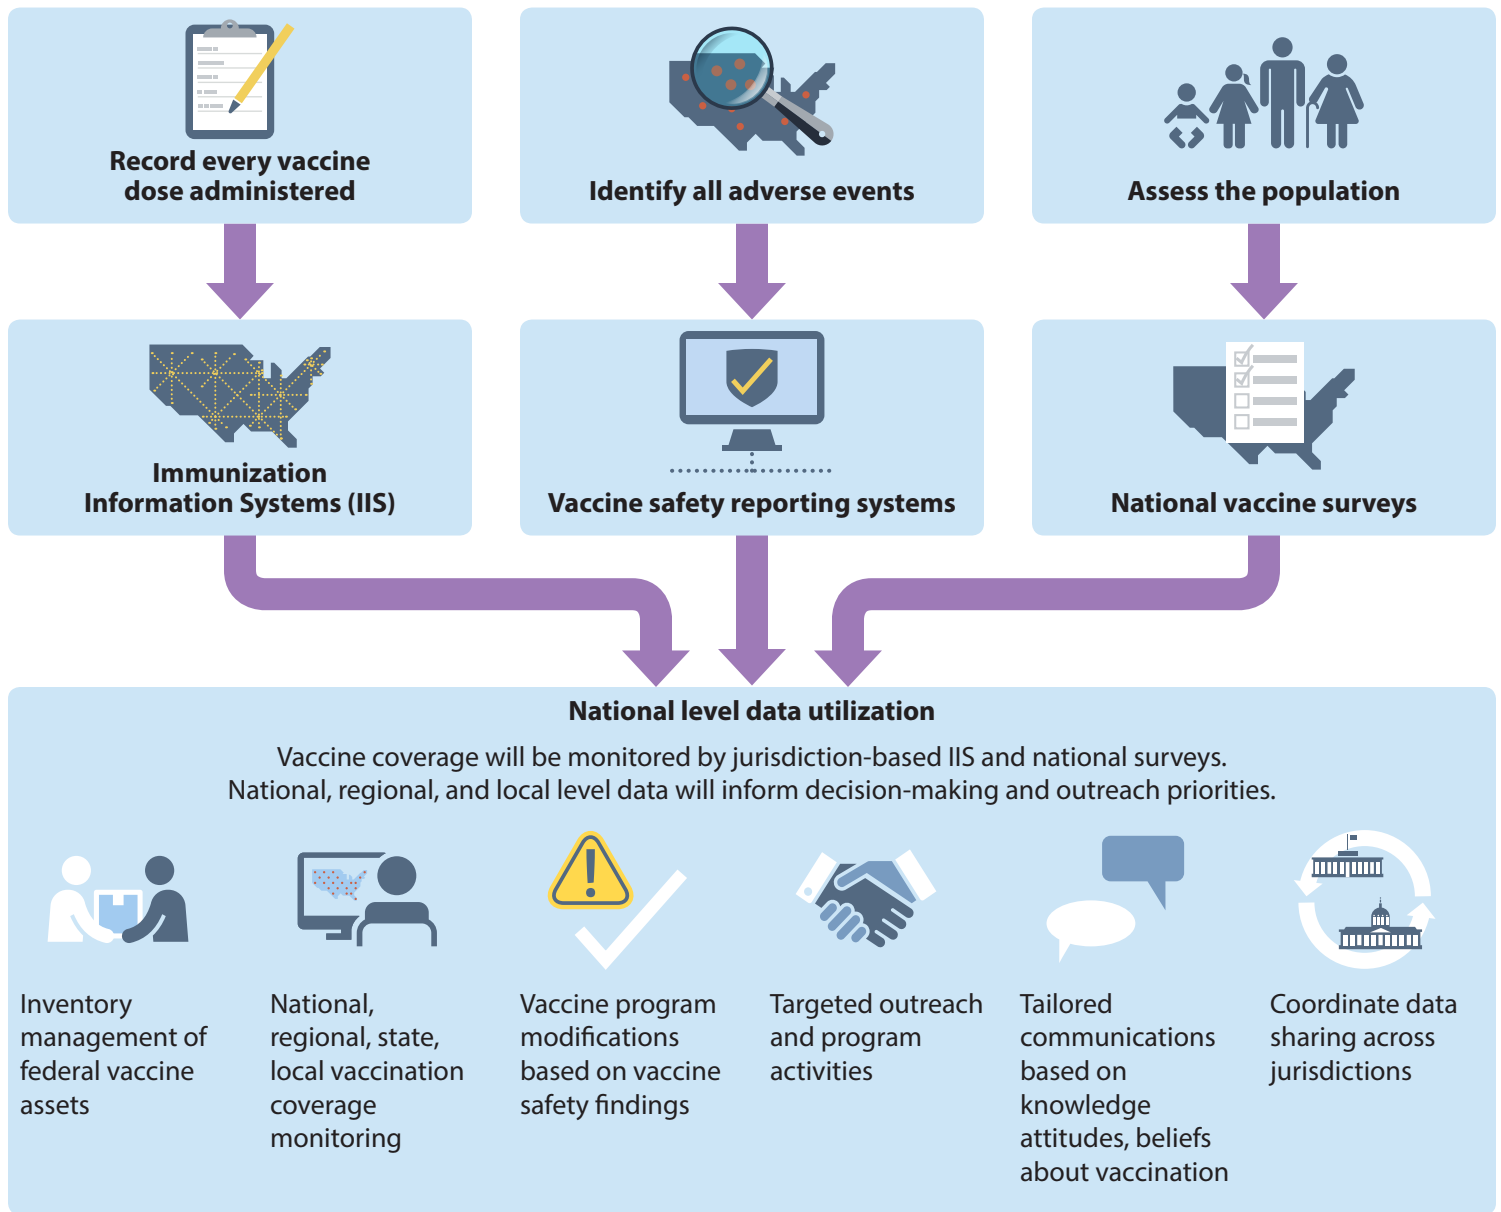 Record every vaccine
dose administered
Identify all adverse events
Assess the population
Immunization
Information Systems (IIS)
Vaccine safety reporting systems
National vaccine surveys
National level data utilization
Vaccine coverage will be monitored by jurisdiction-based IIS and national surveys.
National, regional, and local level data will inform decision-making and outreach priorities.
Inventory
management of
federal vaccine
assets
National,
regional, state,
local vaccination
coverage
monitoring
Vaccine program
modifications
based on vaccine
safety findings
Targeted outreach
and program
activities
Tailored
communications
based on
knowledge
attitudes, beliefs
about vaccination
Coordinate data
sharing across
jurisdictions